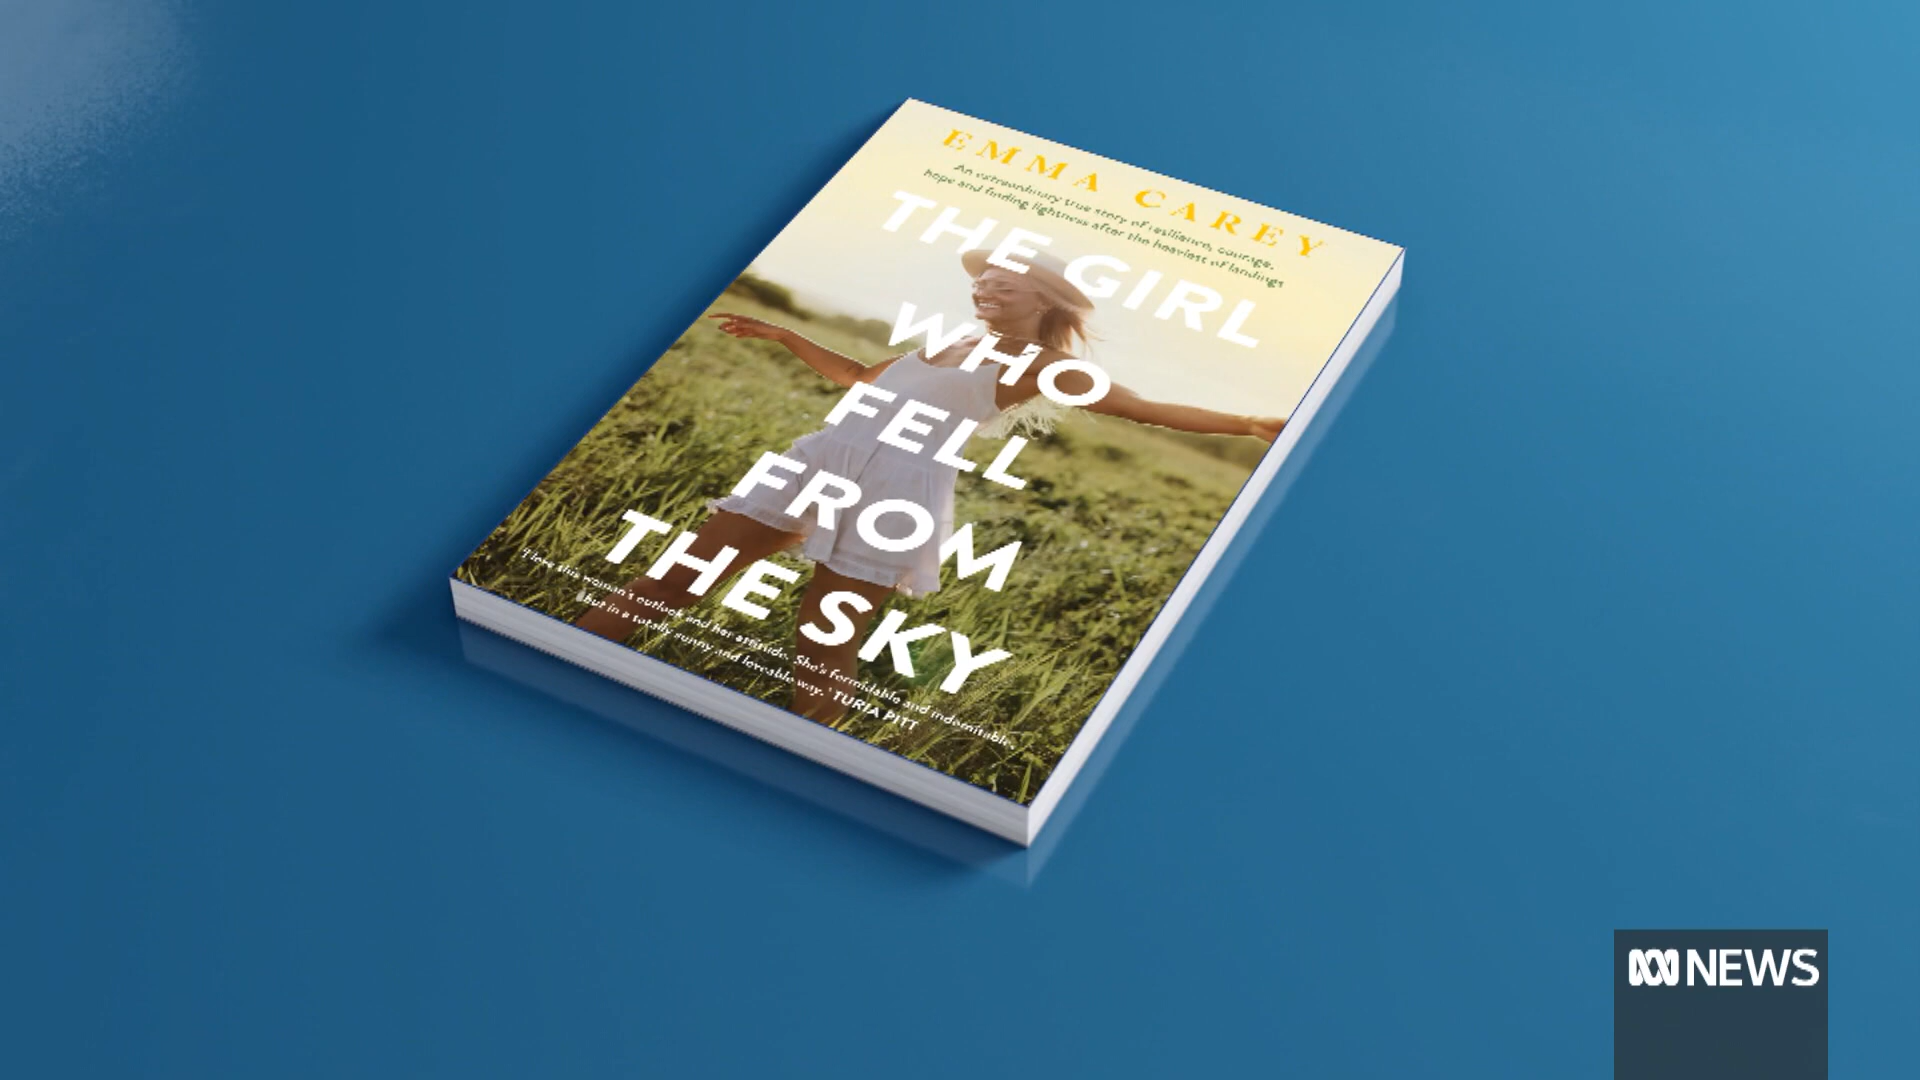 EMMA CAREY
An extraordinary true story of resilience, courage,
hope and finding lightness after the heaviest of landings
THE GIRL
WHO
FELL
FROM
THE SKY
'I love this woman's outlook and her attitude. She's formidable and indomitable,
but in a totally sunny and loveable way.' TURIA PITT
NEWS